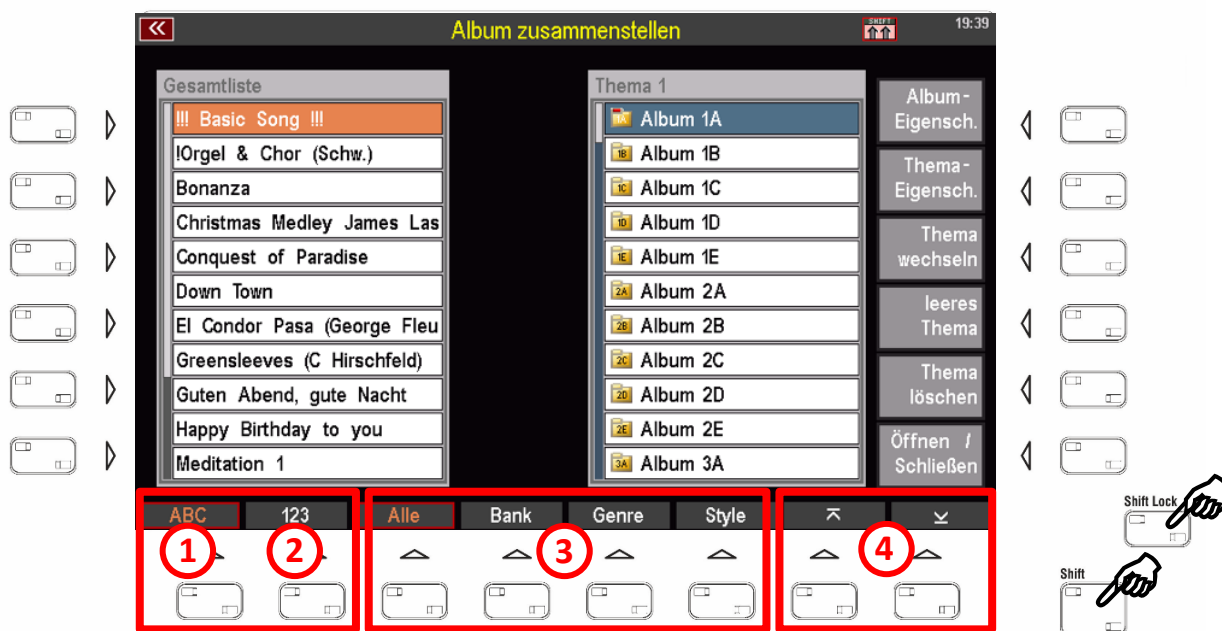 Album zusammenstellen
SHIFT
19:39
Gesamtliste
!!! Basic Song !!!
!Orgel & Chor (Schw.)
Bonanza
Christmas Medley James Las
Conquest of Paradise
Down Town
El Condor Pasa (George Fleu
Greensleeves (C Hirschfeld)
Guten Abend, gute Nacht
Happy Birthday to you
Meditation 1
Thema 1
1A Album 1A
1B Album 1B
1C Album 1C
1D Album 1D
1E Album 1E
2A Album 2A
2B Album 2B
2C Album 2C
2D Album 2D
2E Album 2E
3A Album 3A
Album-
Eigensch.
Thema-
Eigensch.
Thema
wechseln
leeres
Thema
Thema
löschen
Öffnen /
Schließen
ABC 123 Alle Bank Genre Style
1 2 3 4
Shift Lock
Shift